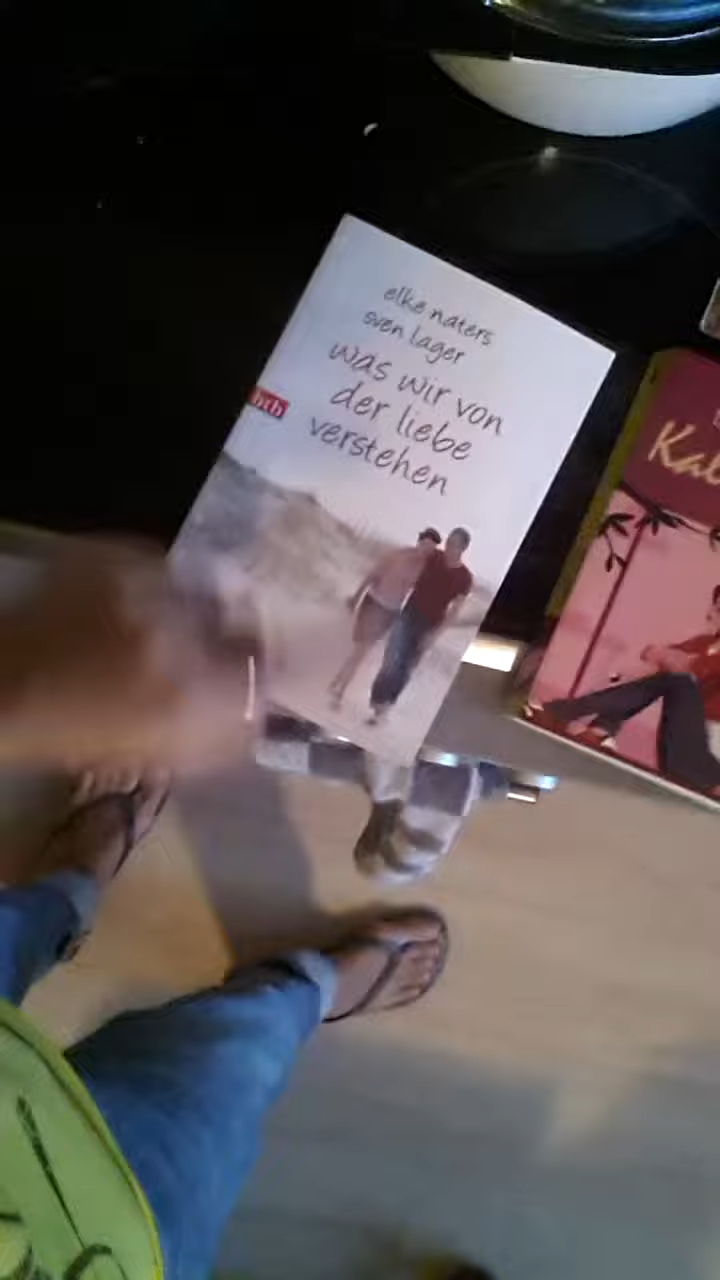 elke naters
sven lager
was wir von
der liebe
verstehen
btb